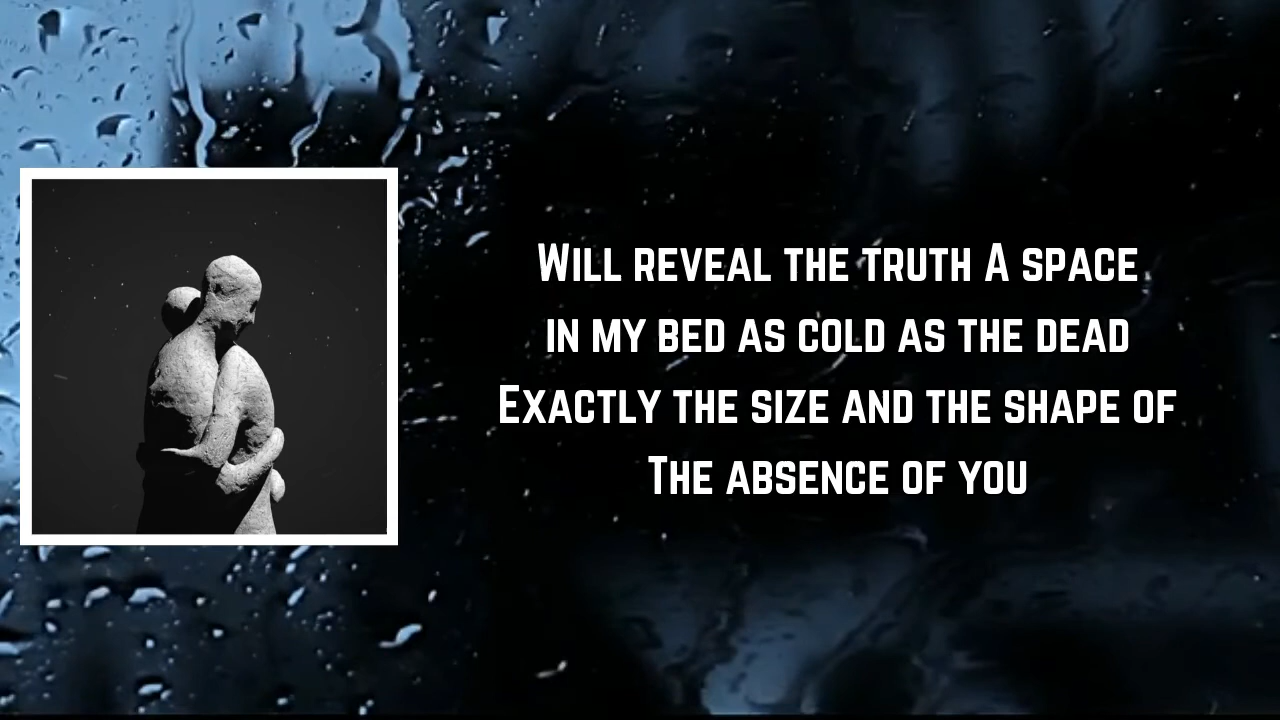 Will reveal the truth A space
in my bed as cold as the dead
Exactly the size and the shape of
The absence of you